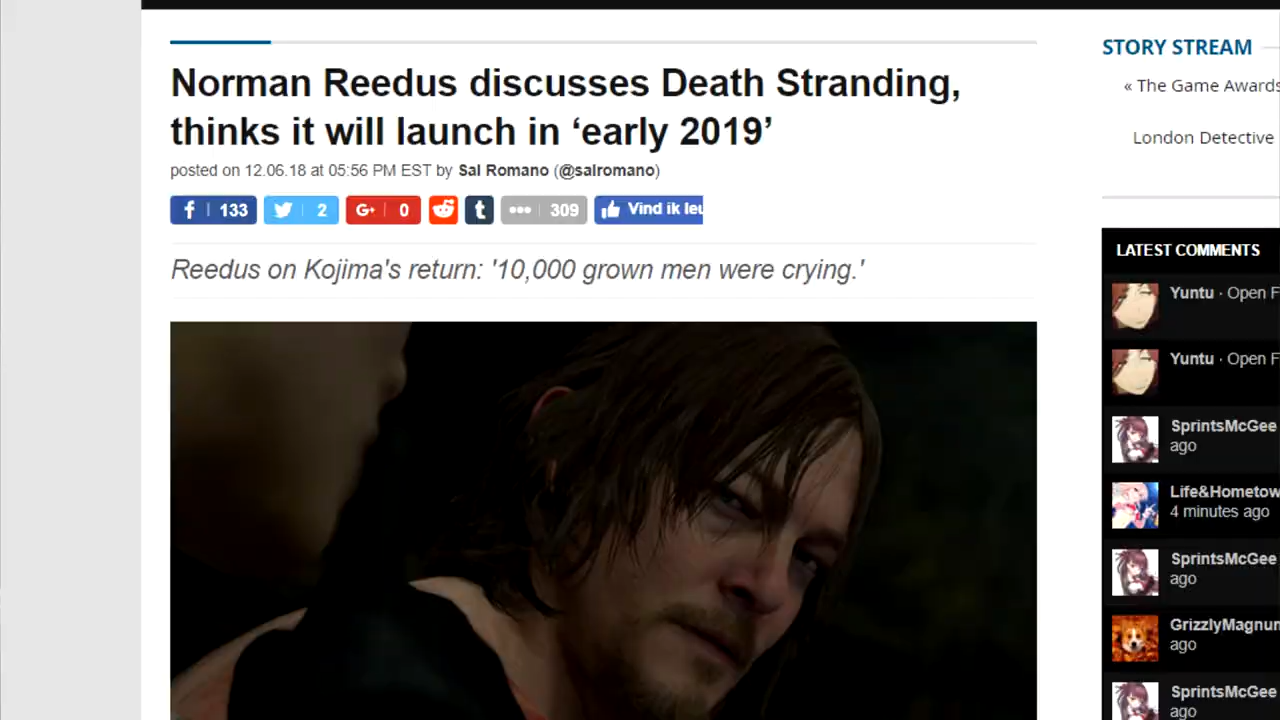 Norman Reedus discusses Death Stranding,
thinks it will launch in ‘early 2019’
posted on 12.06.18 at 05:56 PM EST by Sal Romano (@salromano)
133 2 G+ 0 309 Vind ik leu
Reedus on Kojima's return: '10,000 grown men were crying.'
STORY STREAM
« The Game Awards
London Detective
LATEST COMMENTS
Yuntu · Open F
Yuntu · Open F
SprintsMcGee
ago
Life&Hometow
4 minutes ago
SprintsMcGee
ago
GrizzlyMagnum
ago
SprintsMcGee
ago